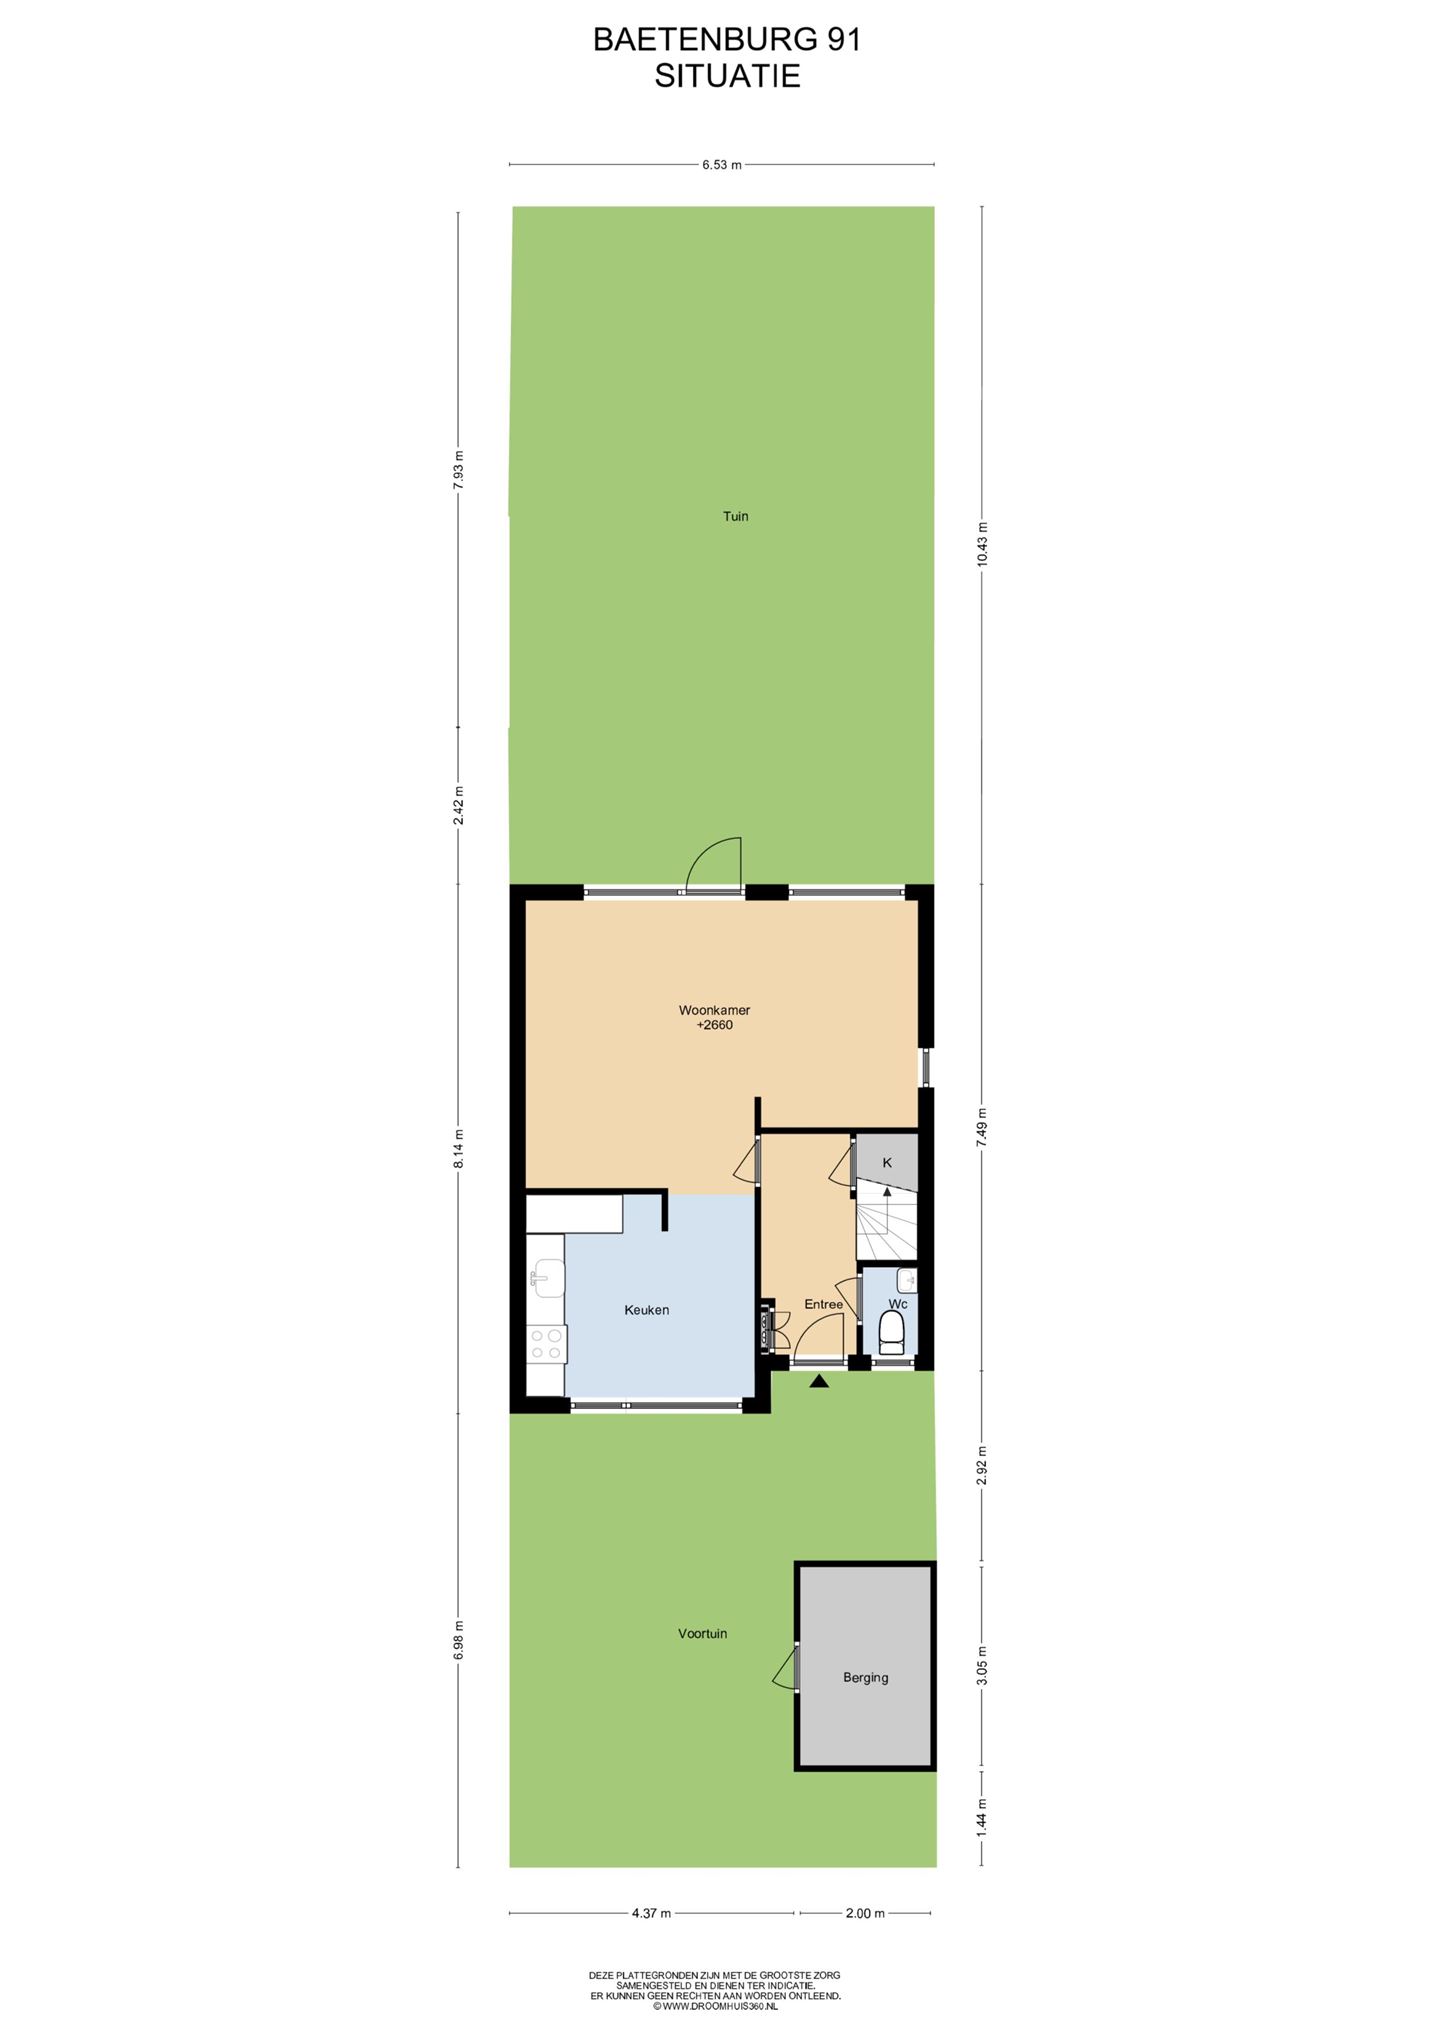 BAETENBURG 91
SITUATIE
6.53 m
7.93 m
Tuin
10.43 m
2.42 m
Woonkamer
+2660
7.49 m
8.14 m
K
Entree
Wc
Keuken
2.92 m
Voortuin
6.98 m
3.05 m
Berging
1.44 m
4.37 m
2.00 m
DEZE PLATTEGRONDEN ZIJN MET DE GROOTSTE ZORG
SAMENGESTELD EN DIENEN TER INDICATIE.
ER KUNNEN GEEN RECHTEN AAN WORDEN ONTLEEND.
© WWW.DROOMHUIS360.NL